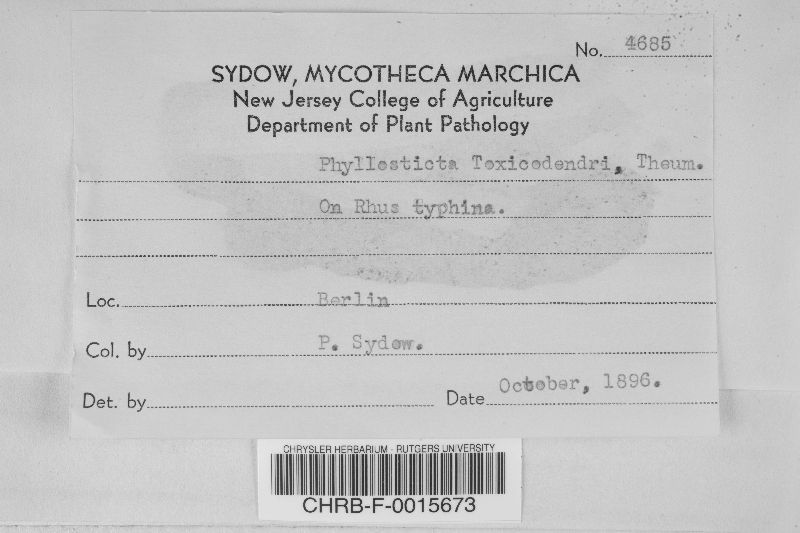 No. 4685
SYDOW, MYCOTHECA MARCHICA
New Jersey College of Agriculture
Department of Plant Pathology
Phyllosticta Toxicodendri, Theum.
On Rhus typhina.
Loc. Berlin
Col. by P. Sydow.
Det. by
Date October, 1896.
CHRYSLER HERBARIUM - RUTGERS UNIVERSITY
CHRB-F-0015673